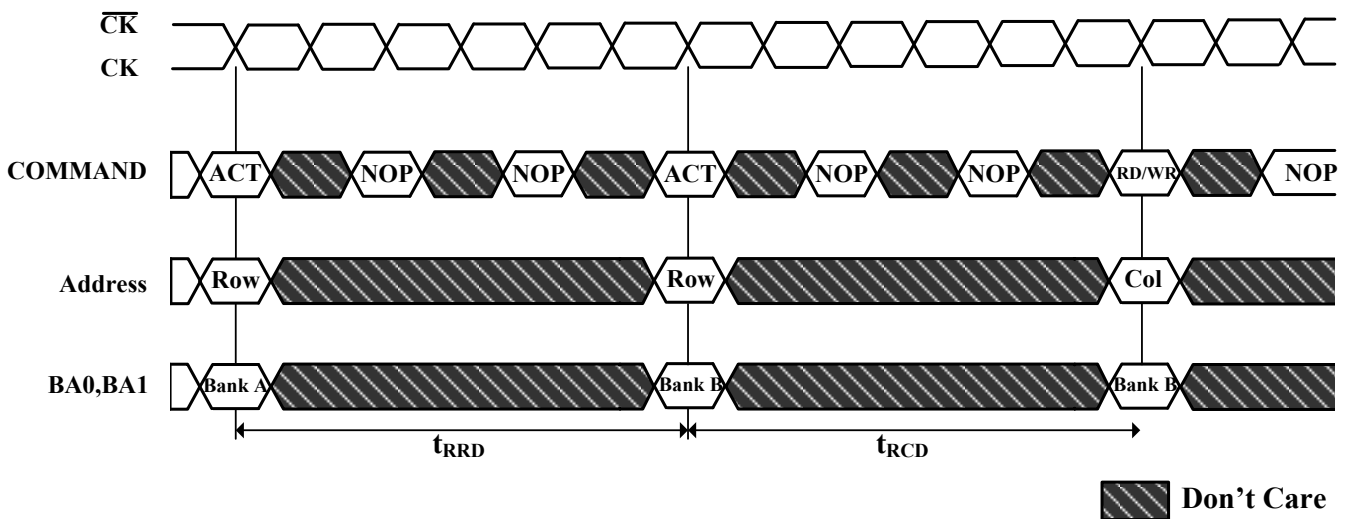 C̅K̅
CK
COMMAND ACT NOP NOP ACT NOP NOP RD/WR NOP
Address Row Row Col
BA0,BA1 Bank A Bank B Bank B
tRRD tRCD
Don’t Care